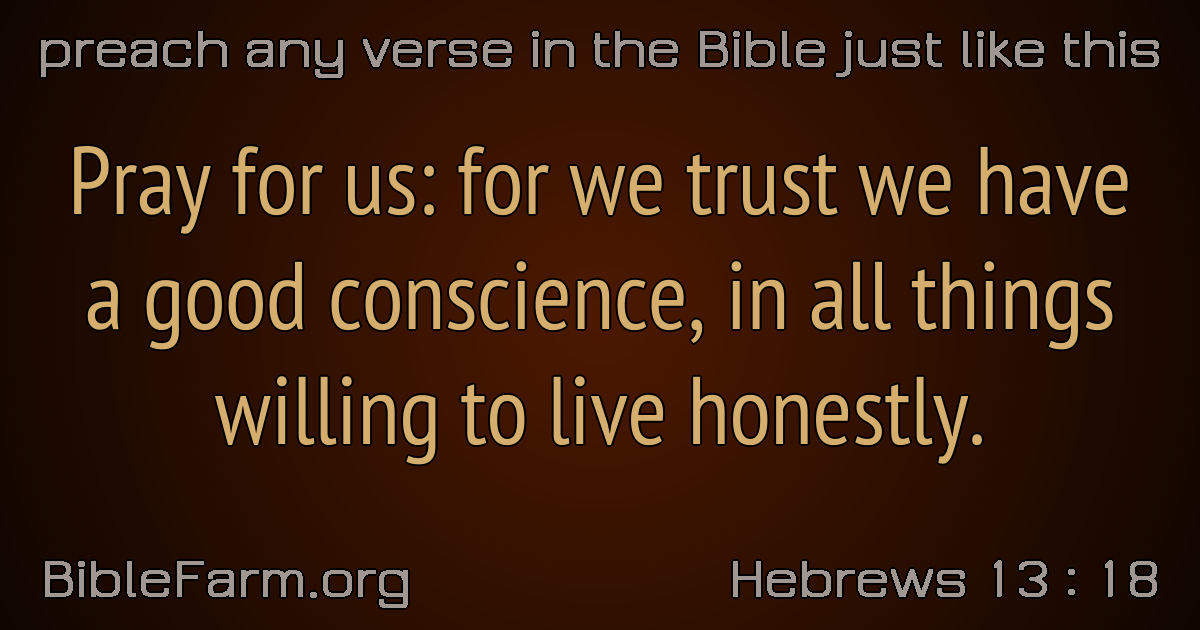 preach any verse in the Bible just like this
Pray for us: for we trust we have
a good conscience, in all things
willing to live honestly.
BibleFarm.org
Hebrews 13 : 18